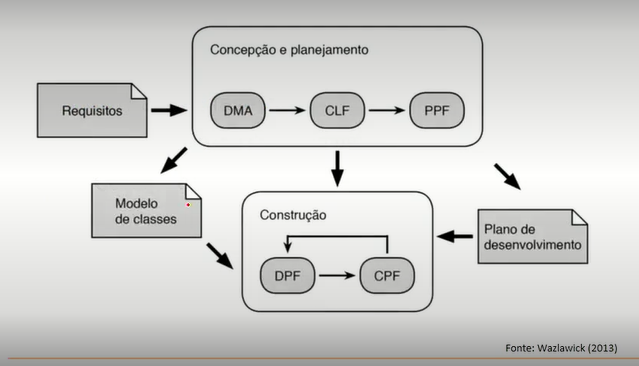 Concepção e planejamento
Requisitos
DMA
CLF
PPF
Modelo
de classes
Construção
Plano de
desenvolvimento
DPF
CPF
Fonte: Wazlawick (2013)